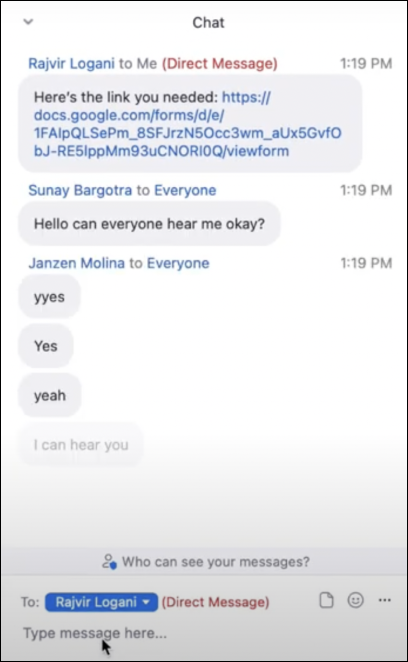 Chat
Rajvir Logani to Me (Direct Message) 1:19 PM
Here's the link you needed: https://
docs.google.com/forms/d/e/
1FAIpQLSePm_8SFJrzN5Occ3wm_aUx5GvfO
bJ-RE5IppMm93uCNORI0Q/viewform
Sunay Bargotra to Everyone 1:19 PM
Hello can everyone hear me okay?
Janzen Molina to Everyone 1:19 PM
yyes
Yes
yeah
I can hear you
Who can see your messages?
To: Rajvir Logani (Direct Message)
Type message here...